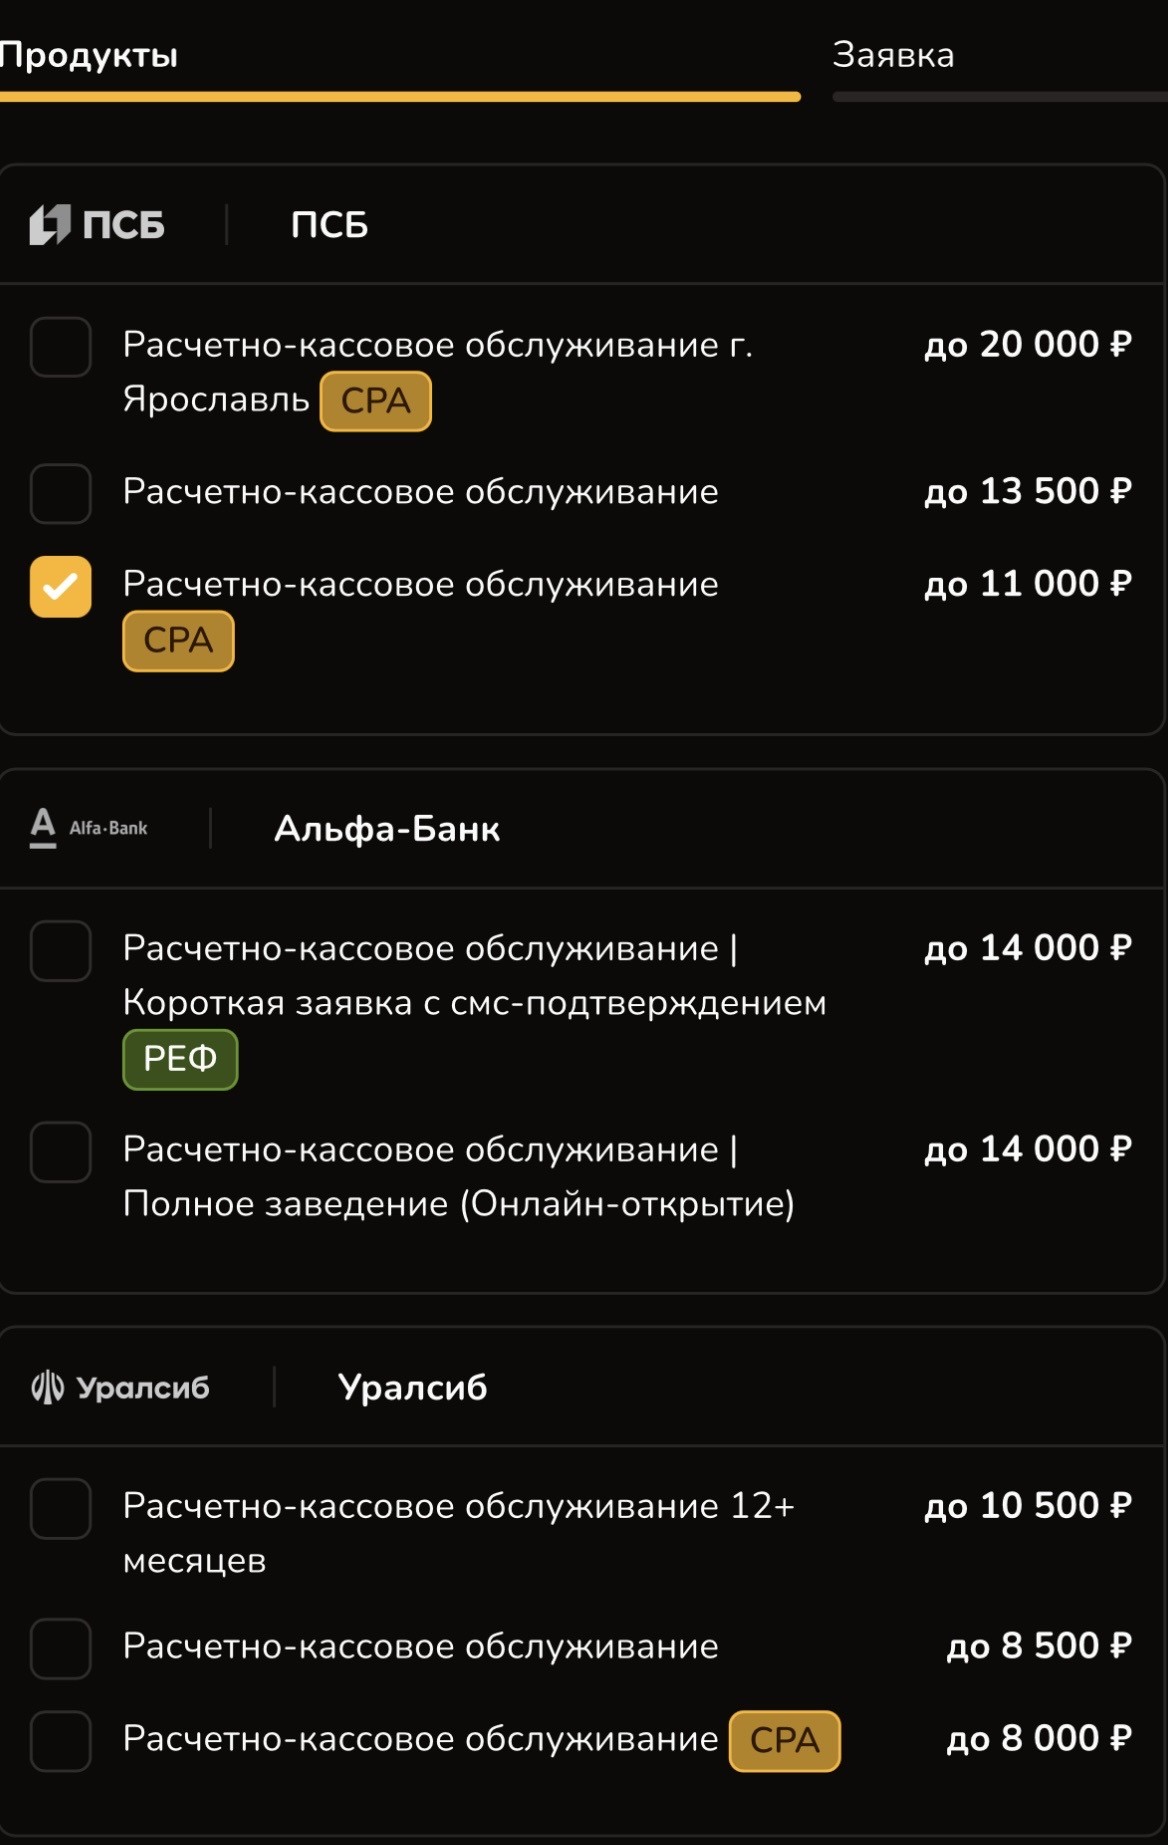 Продукты
Заявка
ПСБ
ПСБ
Расчетно-кассовое обслуживание г.
Ярославль CPA
до 20 000 ₽
Расчетно-кассовое обслуживание
до 13 500 ₽
Расчетно-кассовое обслуживание
CPA
до 11 000 ₽
Alfa·Bank
Альфа-Банк
Расчетно-кассовое обслуживание |
Короткая заявка с смс-подтверждением
РЕФ
до 14 000 ₽
Расчетно-кассовое обслуживание |
Полное заведение (Онлайн-открытие)
до 14 000 ₽
Уралсиб
Уралсиб
Расчетно-кассовое обслуживание 12+
месяцев
до 10 500 ₽
Расчетно-кассовое обслуживание
до 8 500 ₽
Расчетно-кассовое обслуживание CPA
до 8 000 ₽